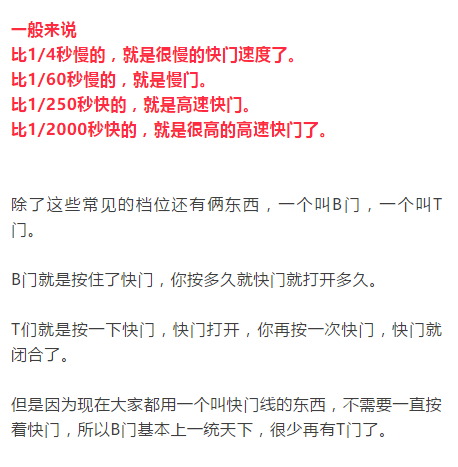 一般来说
比1/4秒慢的，就是很慢的快门速度了。
比1/60秒慢的，就是慢门。
比1/250秒快的，就是高速快门。
比1/2000秒快的，就是很高的高速快门了。
除了这些常见的档位还有俩东西，一个叫B门，一个叫T
门。
B门就是按住了快门，你按多久就快门就打开多久。
T们就是按一下快门，快门打开，你再按一次快门，快门就
闭合了。
但是因为现在大家都用一个叫快门线的东西，不需要一直按
着快门，所以B门基本上一统天下，很少再有T门了。